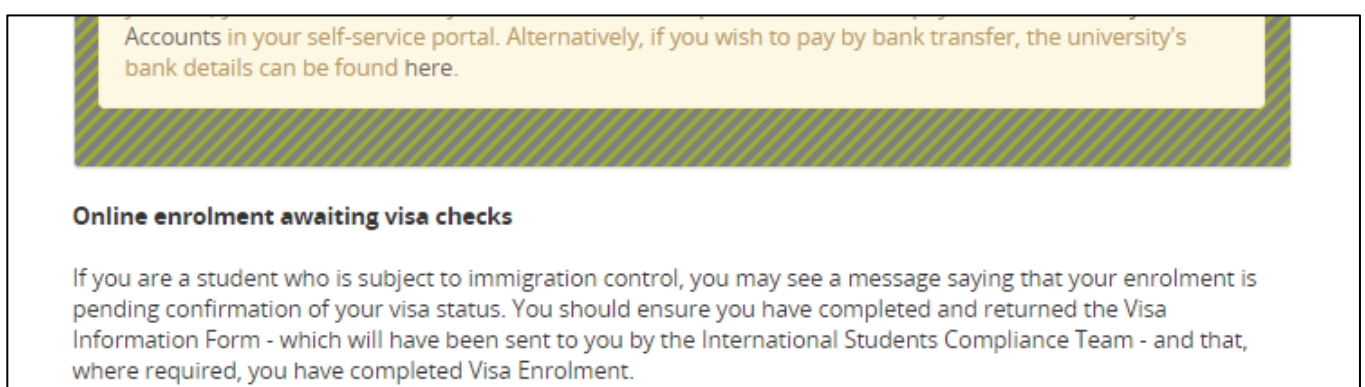 Accounts in your self-service portal. Alternatively, if you wish to pay by bank transfer, the university's
bank details can be found here.
Online enrolment awaiting visa checks
If you are a student who is subject to immigration control, you may see a message saying that your enrolment is
pending confirmation of your visa status. You should ensure you have completed and returned the Visa
Information Form - which will have been sent to you by the International Students Compliance Team - and that,
where required, you have completed Visa Enrolment.